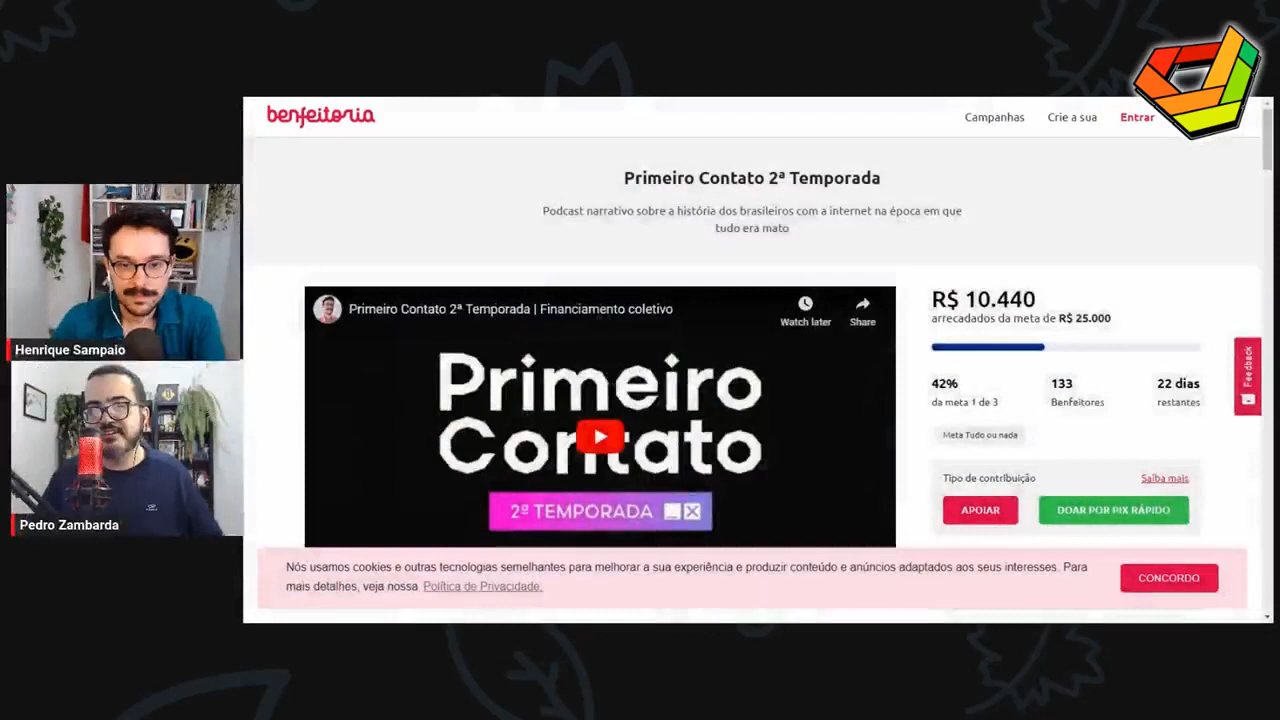 benfeitoria
Campanhas
Crie a sua
Entrar
Primeiro Contato 2ª Temporada
Podcast narrativo sobre a história dos brasileiros com a internet na época em que
tudo era mato
Primeiro Contato 2ª Temporada | Financiamento coletivo
Watch later
Share
Primeiro
Contato
2ª TEMPORADA
R$ 10.440
arrecadados da meta de R$ 25.000
42%
da meta 1 de 3
133
Benfeitores
22 dias
restantes
Meta Tudo ou nada
Tipo de contribuição
Saiba mais
APOIAR
DOAR POR PIX RÁPIDO
Feedback
Nós usamos cookies e outras tecnologias semelhantes para melhorar a sua experiência e produzir conteúdo e anúncios adaptados aos seus interesses. Para
mais detalhes, veja nossa Política de Privacidade.
CONCORDO
Henrique Sampaio
Pedro Zambarda